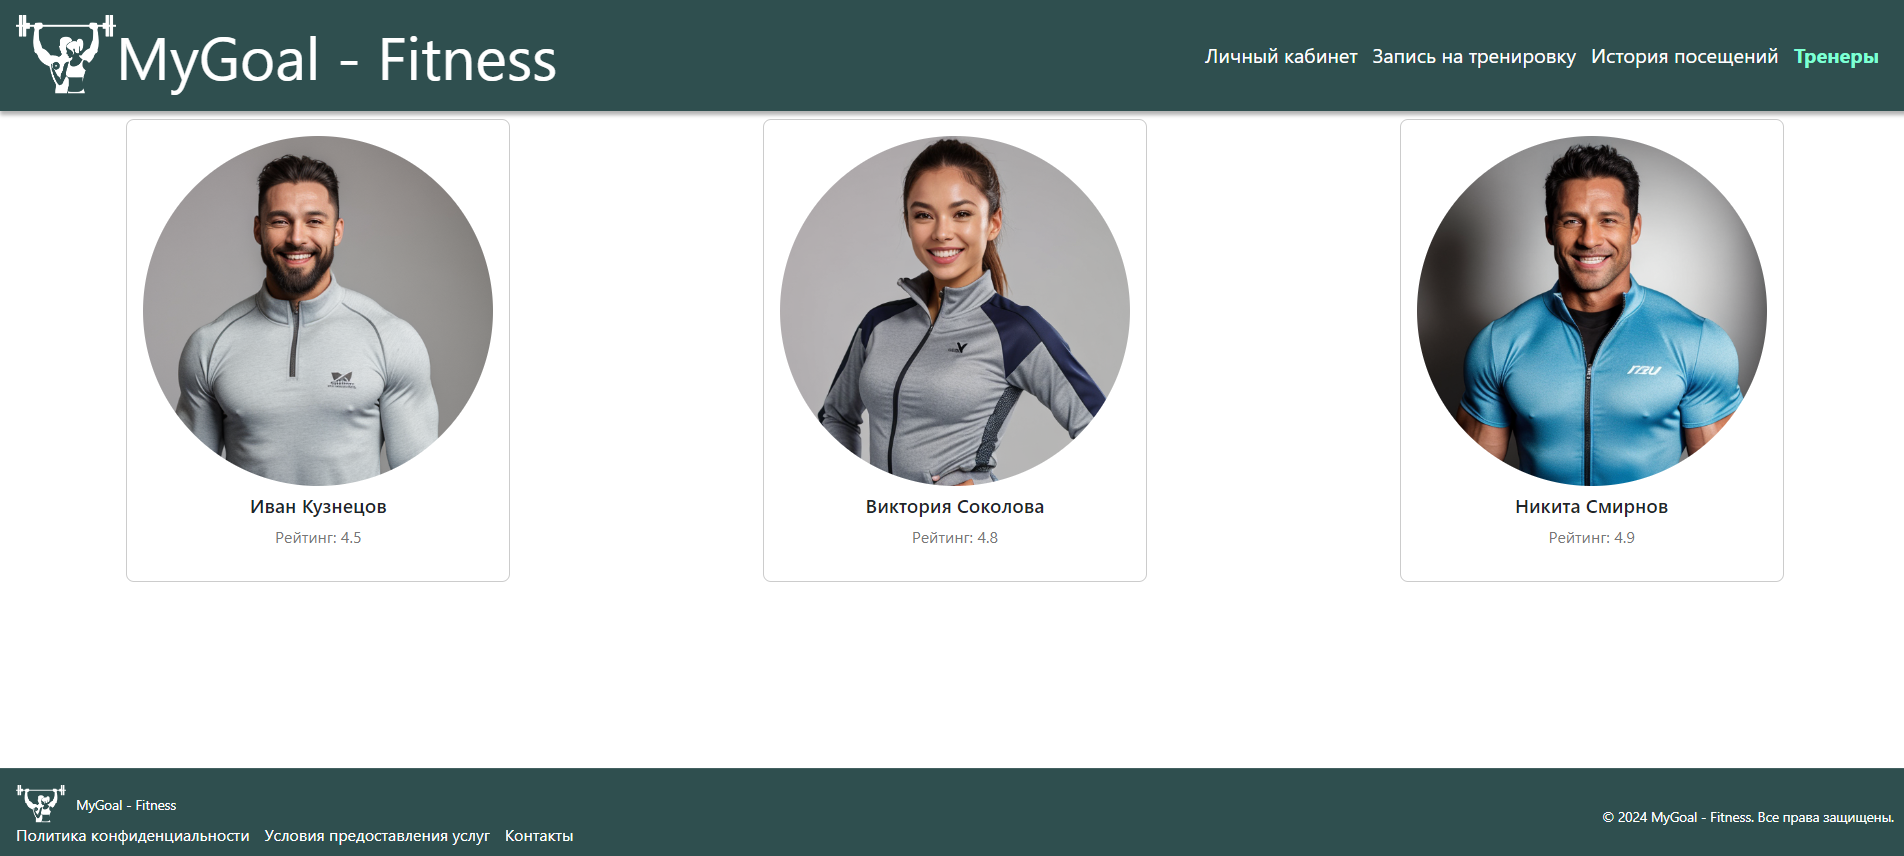 MyGoal - Fitness
Личный кабинет Запись на тренировку История посещений Тренеры
Иван Кузнецов
Рейтинг: 4.5
Виктория Соколова
Рейтинг: 4.8
Никита Смирнов
Рейтинг: 4.9
MyGoal - Fitness
Политика конфиденциальности Условия предоставления услуг Контакты
© 2024 MyGoal - Fitness. Все права защищены.